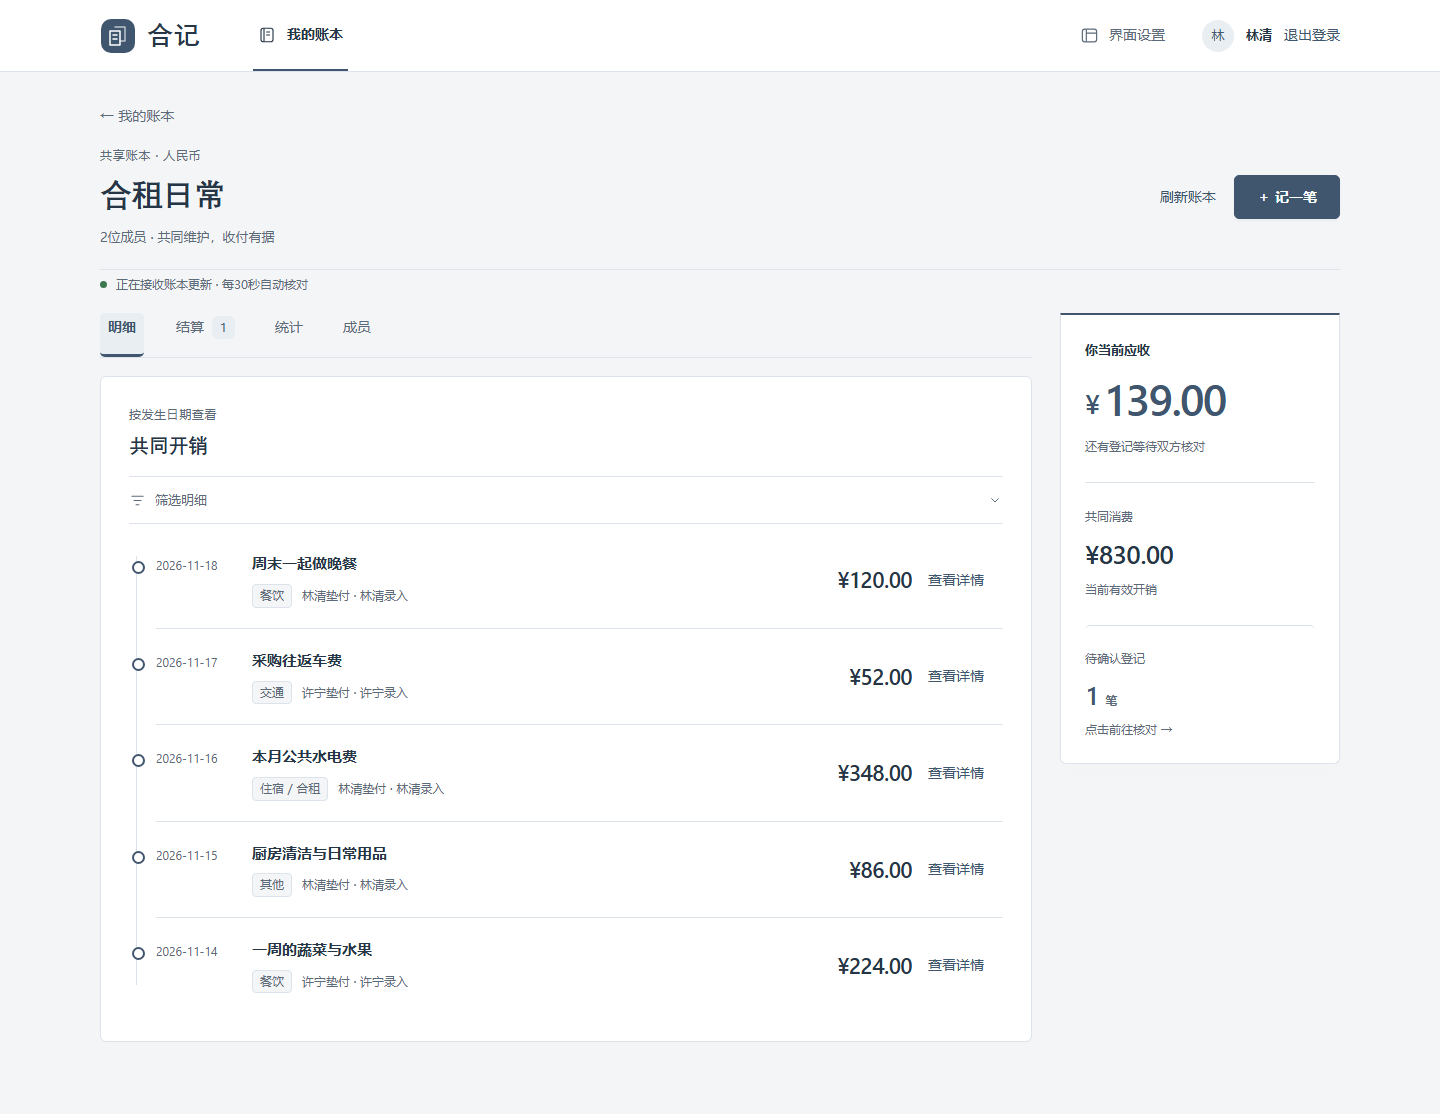 合记
我的账本
界面设置
林
林清
退出登录
← 我的账本
共享账本 · 人民币
合租日常
2位成员 · 共同维护，收付有据
刷新账本
+ 记一笔
正在接收账本更新 · 每30秒自动核对
明细
结算 1
统计
成员
按发生日期查看
共同开销
筛选明细
2026-11-18
周末一起做晚餐
餐饮 林清垫付 · 林清录入
¥120.00 查看详情
2026-11-17
采购往返车费
交通 许宁垫付 · 许宁录入
¥52.00 查看详情
2026-11-16
本月公共水电费
住宿 / 合租 林清垫付 · 林清录入
¥348.00 查看详情
2026-11-15
厨房清洁与日常用品
其他 林清垫付 · 林清录入
¥86.00 查看详情
2026-11-14
一周的蔬菜与水果
餐饮 许宁垫付 · 许宁录入
¥224.00 查看详情
你当前应收
¥ 139.00
还有登记等待双方核对
共同消费
¥830.00
当前有效开销
待确认登记
1 笔
点击前往核对 →